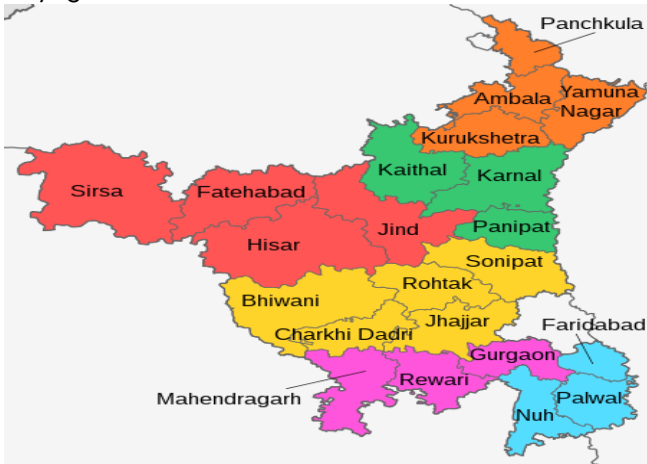 Panchkula
Ambala
Yamuna
Nagar
Kurukshetra
Kaithal
Karnal
Sirsa
Fatehabad
Jind
Panipat
Hisar
Sonipat
Rohtak
Bhiwani
Jhajjar
Charkhi Dadri
Faridabad
Gurgaon
Mahendragarh
Rewari
Palwal
Nuh